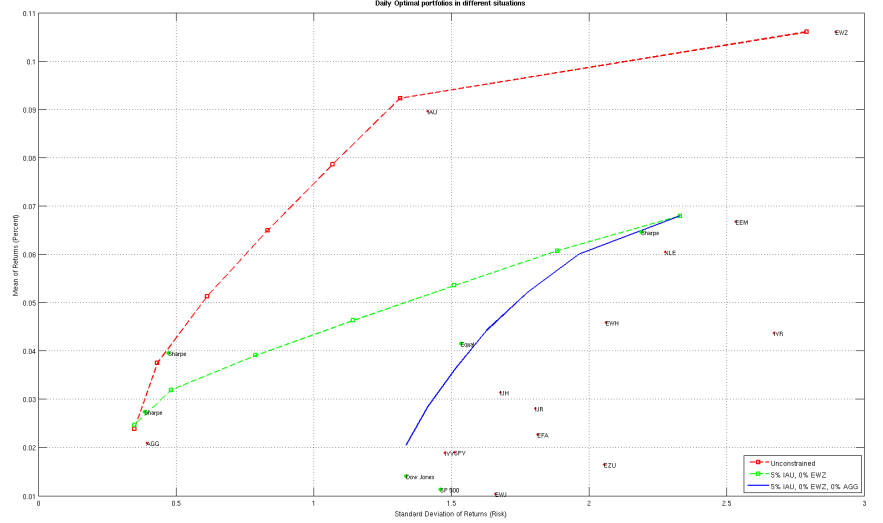 Daily Optimal portfolios in different situations
0.11
0.1
0.09
0.08
0.07
0.06
0.05
0.04
0.03
0.02
0.01
Mean of Returns (Percent)
EWZ
IAU
EEM
Sharpe
XLE
EWH
IYR
Equal
Sharpe
IJH
IJR
Sharpe
EFA
AGG
IYY
SPY
EZU
Dow Jones
SP 500
EWJ
Unconstrained
5% IAU, 0% EWZ
5% IAU, 0% EWZ, 0% AGG
0
0.5
1
1.5
2
2.5
3
Standard Deviation of Returns (Risk)